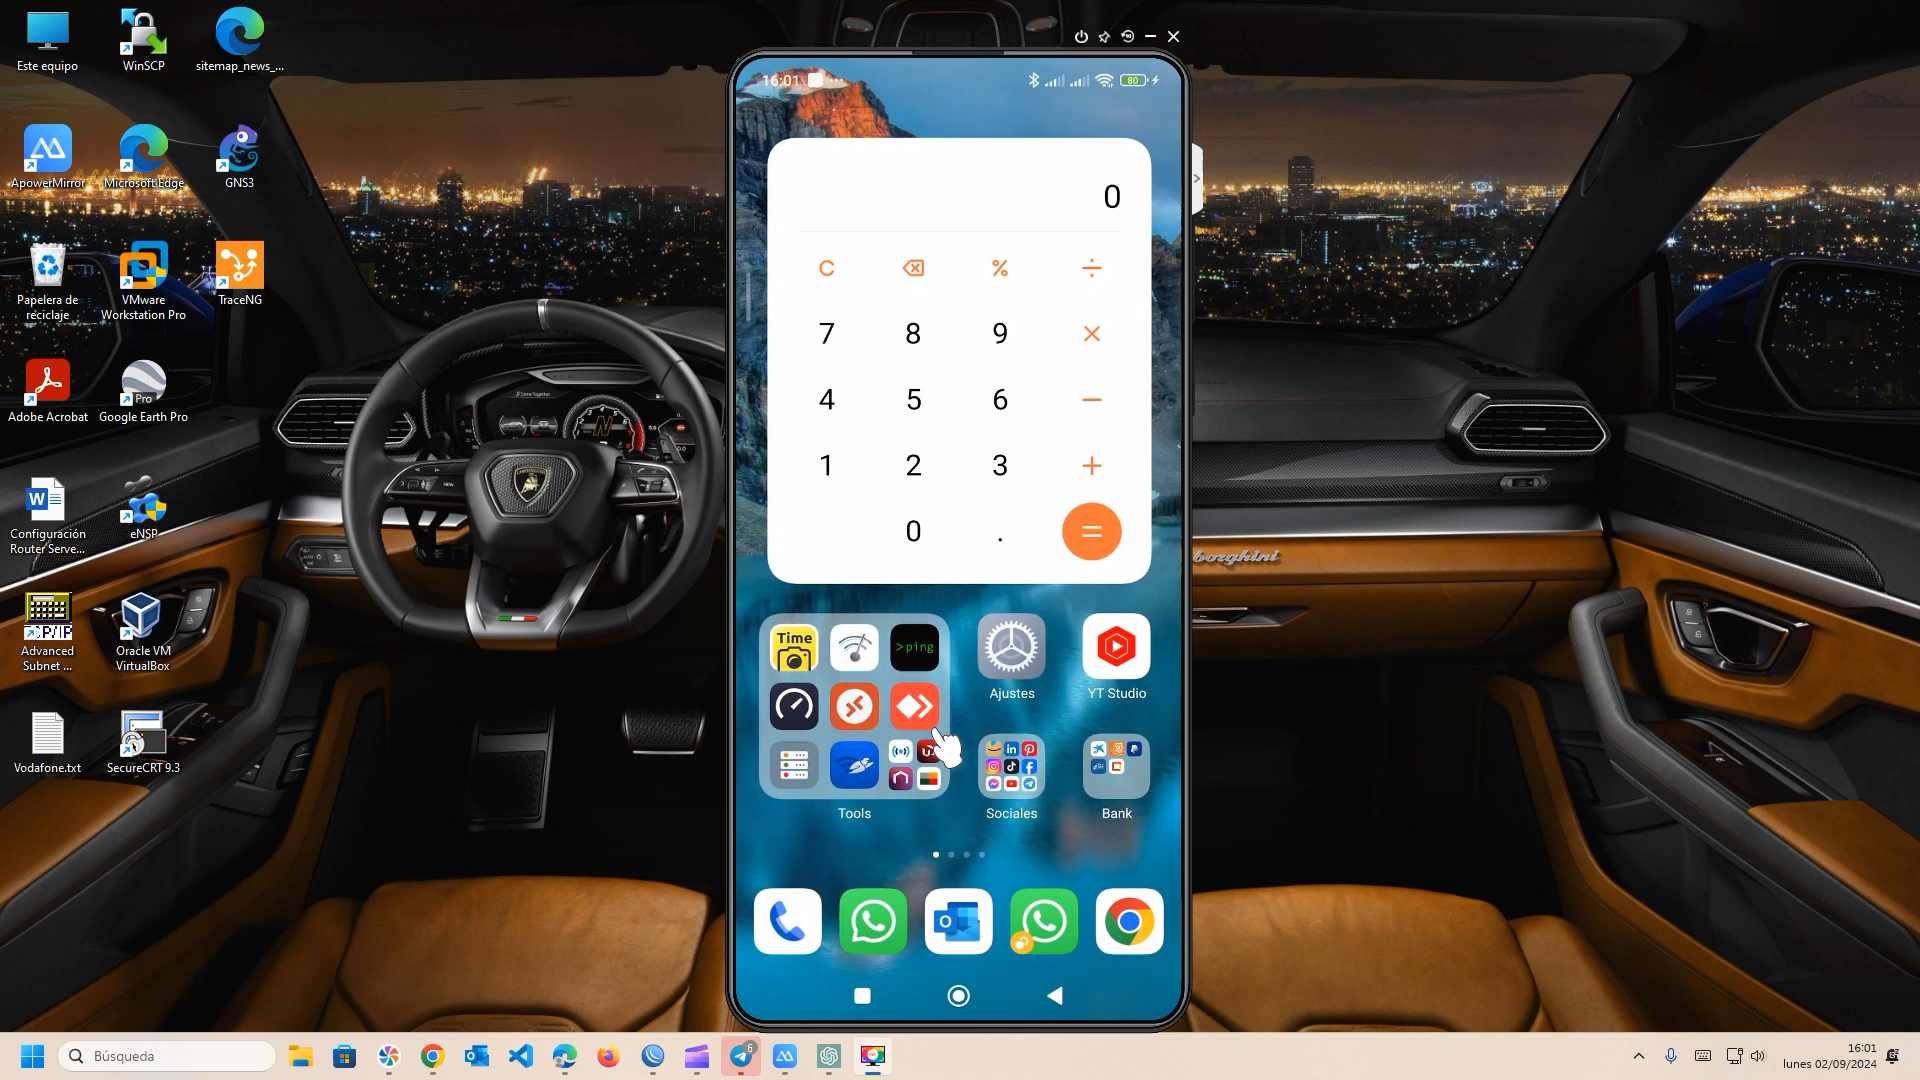 Este equipo
WinSCP
sitemap_news_...
ApowerMirror
Microsoft Edge
GNS3
Papelera de
reciclaje
VMware
Workstation Pro
TraceNG
Adobe Acrobat
Pro
Google Earth Pro
Configuración
Router Serve...
eNSP
Advanced
Subnet ...
Oracle VM
VirtualBox
Vodafone.txt
SecureCRT 9.3
16:01
80
0
C
%
÷
7
8
9
×
4
5
6
−
1
2
3
+
0
.
=
Time
>ping
Ajustes
YT Studio
Tools
Sociales
Bank
Búsqueda
6
16:01
lunes 02/09/2024